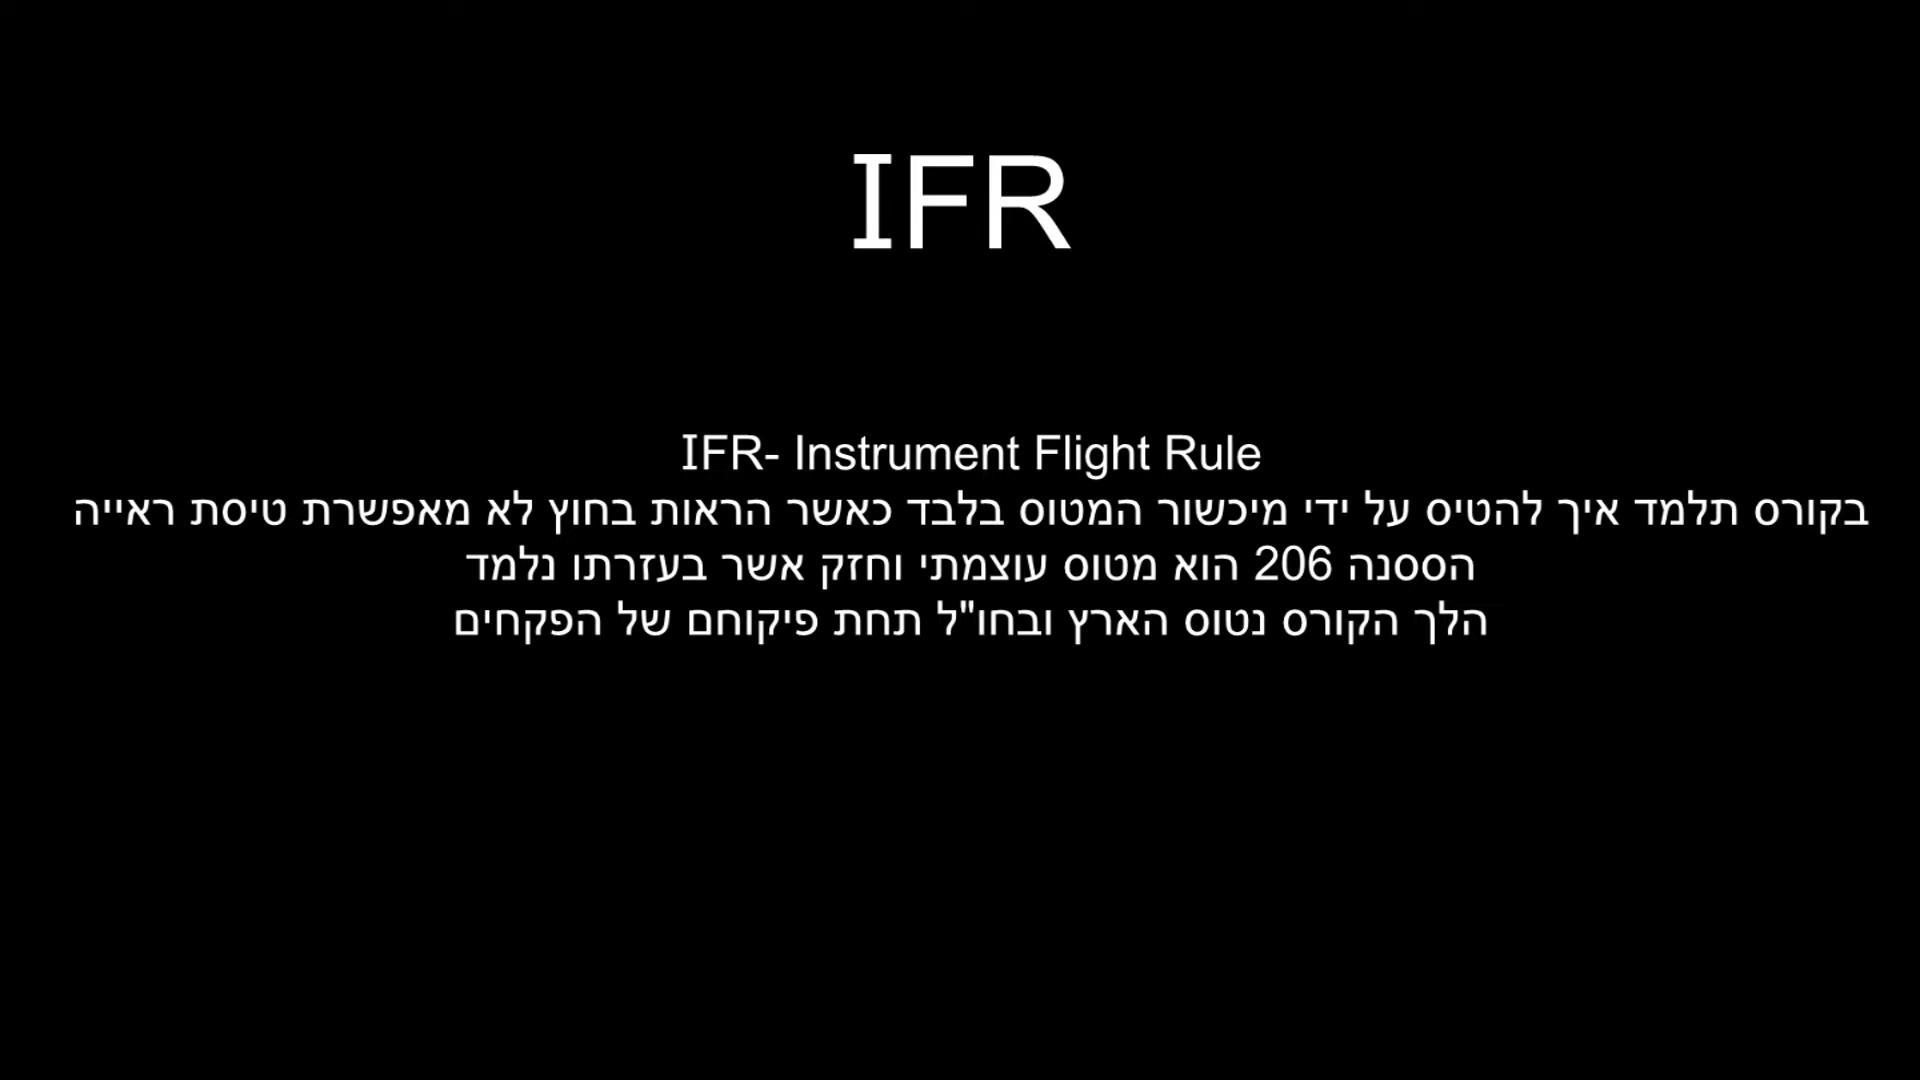 IFR
IFR- Instrument Flight Rule
בקורס תלמד איך להטיס על ידי מיכשור המטוס בלבד כאשר הראות בחוץ לא מאפשרת טיסת ראייה
הססנה 206 הוא מטוס עוצמתי וחזק אשר בעזרתו נלמד
הלך הקורס נטוס הארץ ובחו"ל תחת פיקוחם של הפקחים